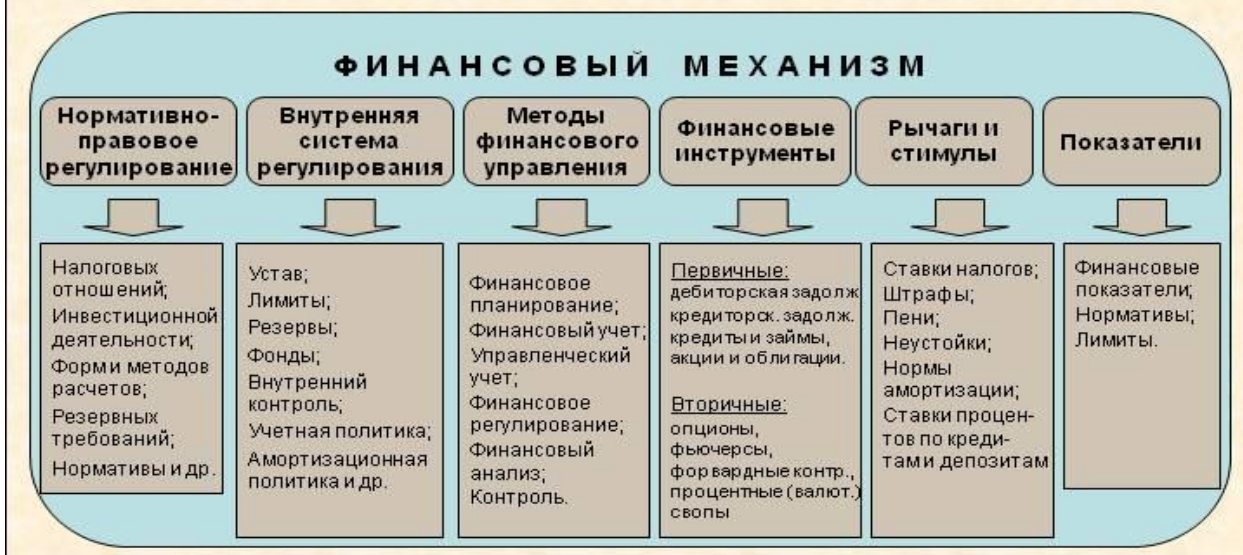 ФИНАНСОВЫЙ МЕХАНИЗМ
Нормативно-
правовое
регулирование
Внутренняя
система
регулирования
Методы
финансового
управления
Финансовые
инструменты
Рычаги и
стимулы
Показатели
Налоговых
отношений;
Инвестиционной
деятельности;
Форм и методов
расчетов;
Резервных
требований;
Нормативы и др.
Устав;
Лимиты;
Резервы;
Фонды;
Внутренний
контроль;
Учетная политика;
Амортизационная
политика и др.
Финансовое
планирование;
Финансовый учет;
Управленческий
учет;
Финансовое
регулирование;
Финансовый
анализ;
Контроль.
Первичные:
дебиторская задолж
кредиторск. задолж.
кредиты и займы,
акции и облигации.
Вторичные:
опционы,
фьючерсы,
форвардные контр.,
процентные (валют.)
свопы
Ставки налогов;
Штрафы;
Пени;
Неустойки;
Нормы
амортизации;
Ставки процен-
тов по креди-
там и депозитам
Финансовые
показатели;
Нормативы;
Лимиты.